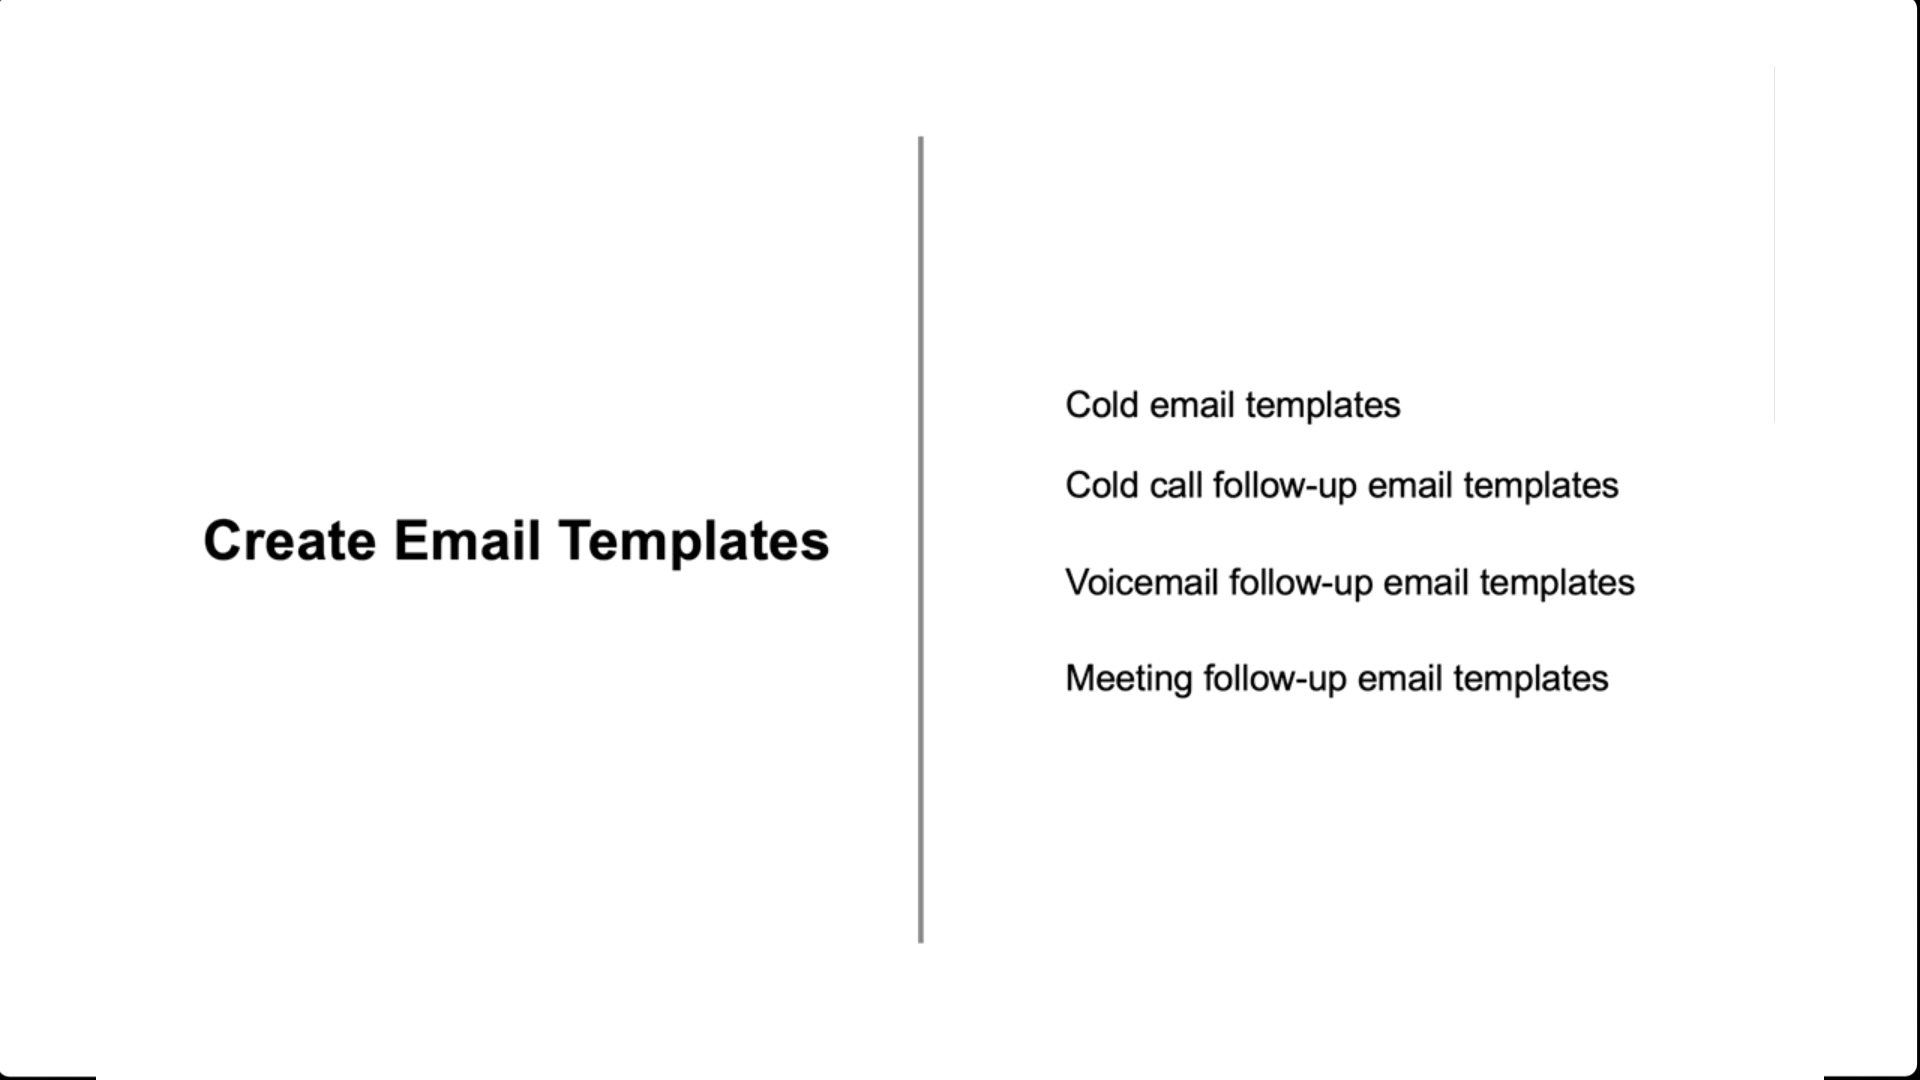 Create Email Templates
Cold email templates
Cold call follow-up email templates
Voicemail follow-up email templates
Meeting follow-up email templates